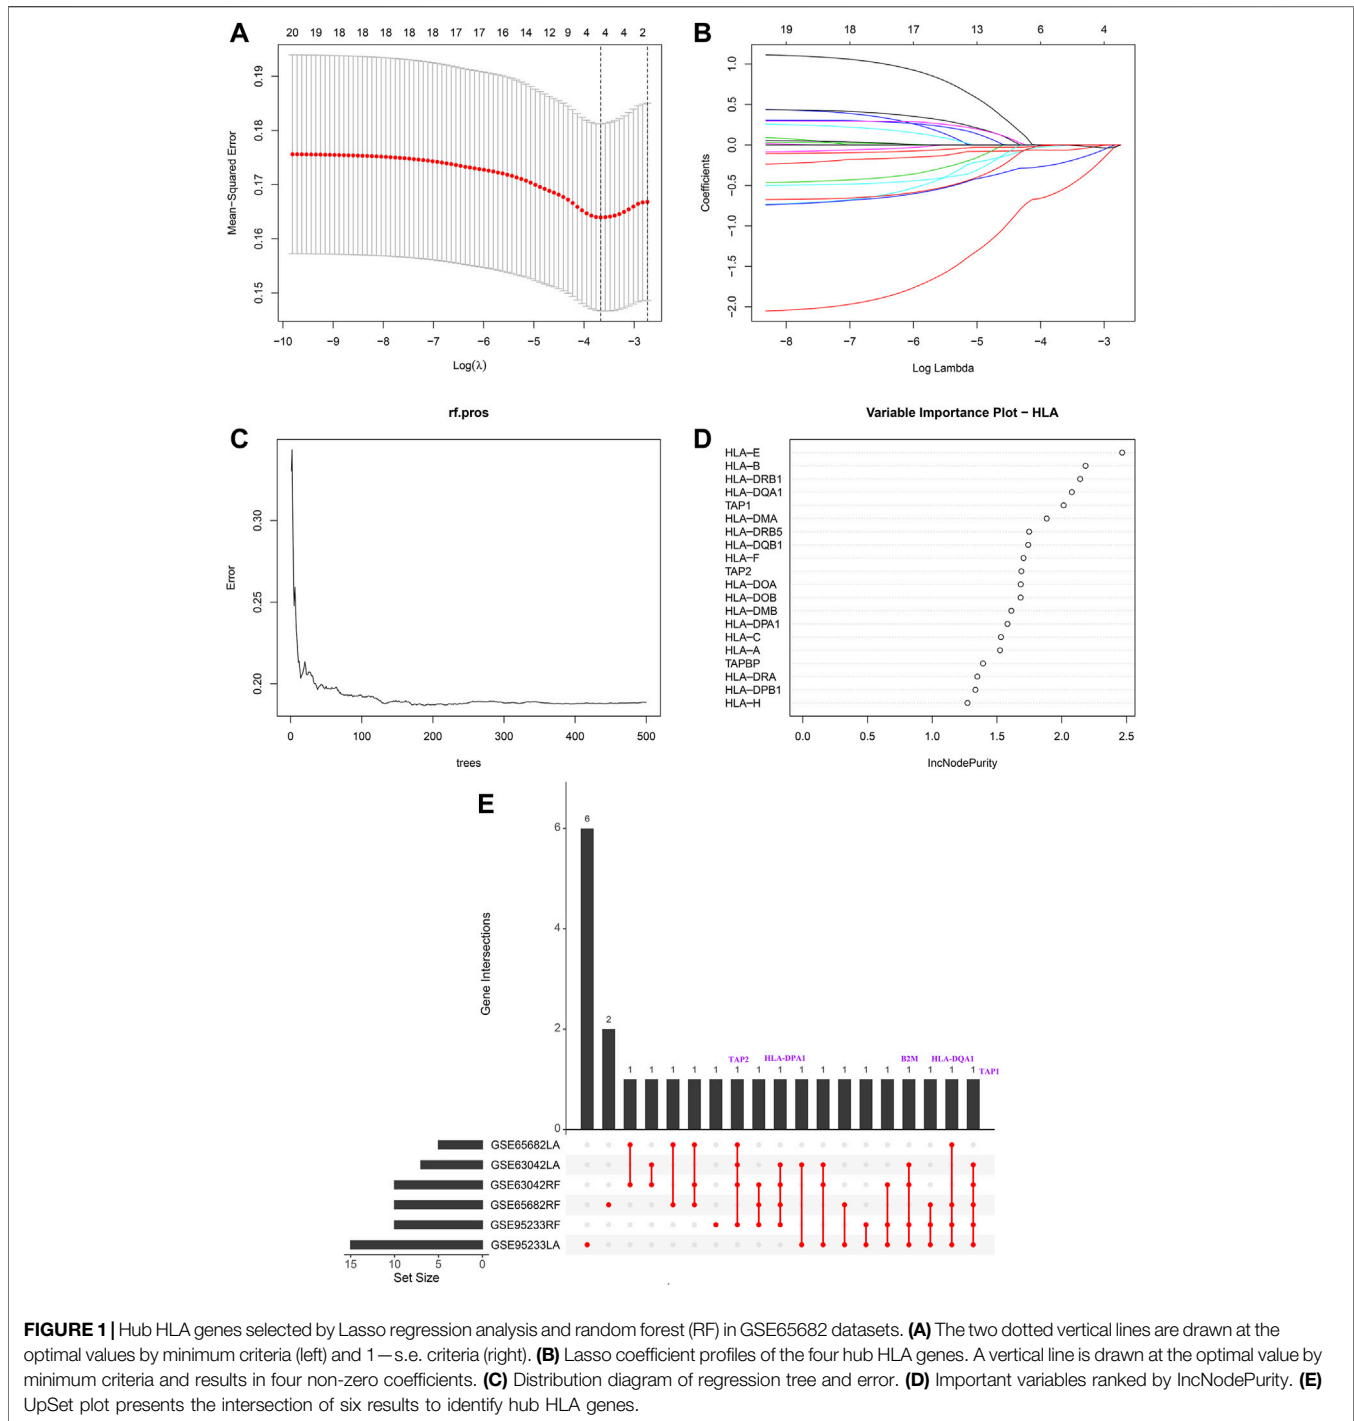 A
20 19 18 18 18 18 18 17 17 16 14 12 9 4 4 4 2
Mean−Squared Error
0.19
0.18
0.17
0.16
0.15
−10 −9 −8 −7 −6 −5 −4 −3
Log(λ)
B
19 18 17 13 6 4
Coefficients
1.0
0.5
0.0
−0.5
−1.0
−1.5
−2.0
−8 −7 −6 −5 −4 −3
Log Lambda
C
rf.pros
Error
0.30
0.25
0.20
0 100 200 300 400 500
trees
D
Variable Importance Plot − HLA
HLA−E
HLA−B
HLA−DRB1
HLA−DQA1
TAP1
HLA−DMA
HLA−DRB5
HLA−DQB1
HLA−F
TAP2
HLA−DOA
HLA−DOB
HLA−DMB
HLA−DPA1
HLA−C
HLA−A
TAPBP
HLA−DRA
HLA−DPB1
HLA−H
0.0 0.5 1.0 1.5 2.0 2.5
IncNodePurity
E
Gene Intersections
6
4
2
0
6
2
TAP2 HLA-DPA1 B2M HLA-DQA1
1 1 1 1 1 1 1 1 1 1 1 1 1 1 1 1 1
TAP1
GSE65682LA
GSE63042LA
GSE63042RF
GSE65682RF
GSE95233RF
GSE95233LA
15 10 5 0
Set Size
FIGURE 1 | Hub HLA genes selected by Lasso regression analysis and random forest (RF) in GSE65682 datasets. (A) The two dotted vertical lines are drawn at the
optimal values by minimum criteria (left) and 1—s.e. criteria (right). (B) Lasso coefficient profiles of the four hub HLA genes. A vertical line is drawn at the optimal value by
minimum criteria and results in four non-zero coefficients. (C) Distribution diagram of regression tree and error. (D) Important variables ranked by IncNodePurity. (E)
UpSet plot presents the intersection of six results to identify hub HLA genes.